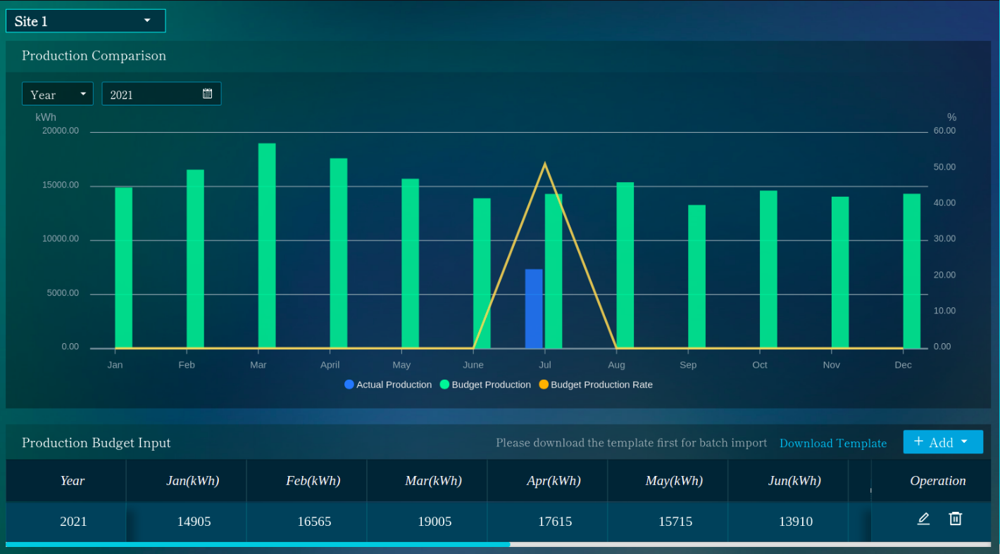 Site 1
Production Comparison
Year 2021
kWh %
20000.00 60.00
50.00
15000.00
40.00
10000.00 30.00
20.00
5000.00
10.00
0.00 0.00
Jan Feb Mar April May June Jul Aug Sep Oct Nov Dec
Actual Production Budget Production Budget Production Rate
Production Budget Input Please download the template first for batch import Download Template + Add
Year Jan(kWh) Feb(kWh) Mar(kWh) Apr(kWh) May(kWh) Jun(kWh) Operation
2021 14905 16565 19005 17615 15715 13910